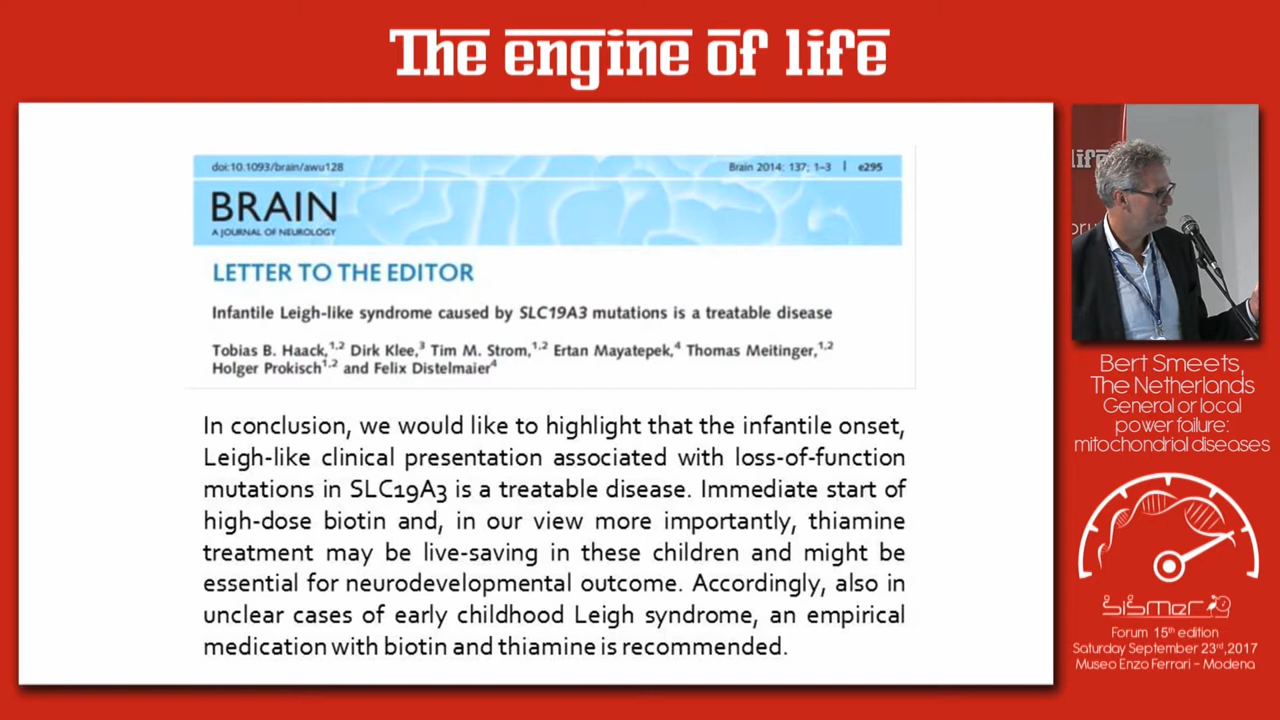 The engine of life
doi:10.1093/brain/awu128
Brain 2014: 137; 1–3 | e295
BRAIN
A JOURNAL OF NEUROLOGY
LETTER TO THE EDITOR
Infantile Leigh-like syndrome caused by SLC19A3 mutations is a treatable disease
Tobias B. Haack,1,2 Dirk Klee,3 Tim M. Strom,1,2 Ertan Mayatepek,4 Thomas Meitinger,1,2
Holger Prokisch1,2 and Felix Distelmaier4
In conclusion, we would like to highlight that the infantile onset,
Leigh-like clinical presentation associated with loss-of-function
mutations in SLC19A3 is a treatable disease. Immediate start of
high-dose biotin and, in our view more importantly, thiamine
treatment may be live-saving in these children and might be
essential for neurodevelopmental outcome. Accordingly, also in
unclear cases of early childhood Leigh syndrome, an empirical
medication with biotin and thiamine is recommended.
life
Bert Smeets,
The Netherlands
General or local
power failure:
mitochondrial diseases
sismer
Forum 15th edition
Saturday September 23rd,2017
Museo Enzo Ferrari - Modena